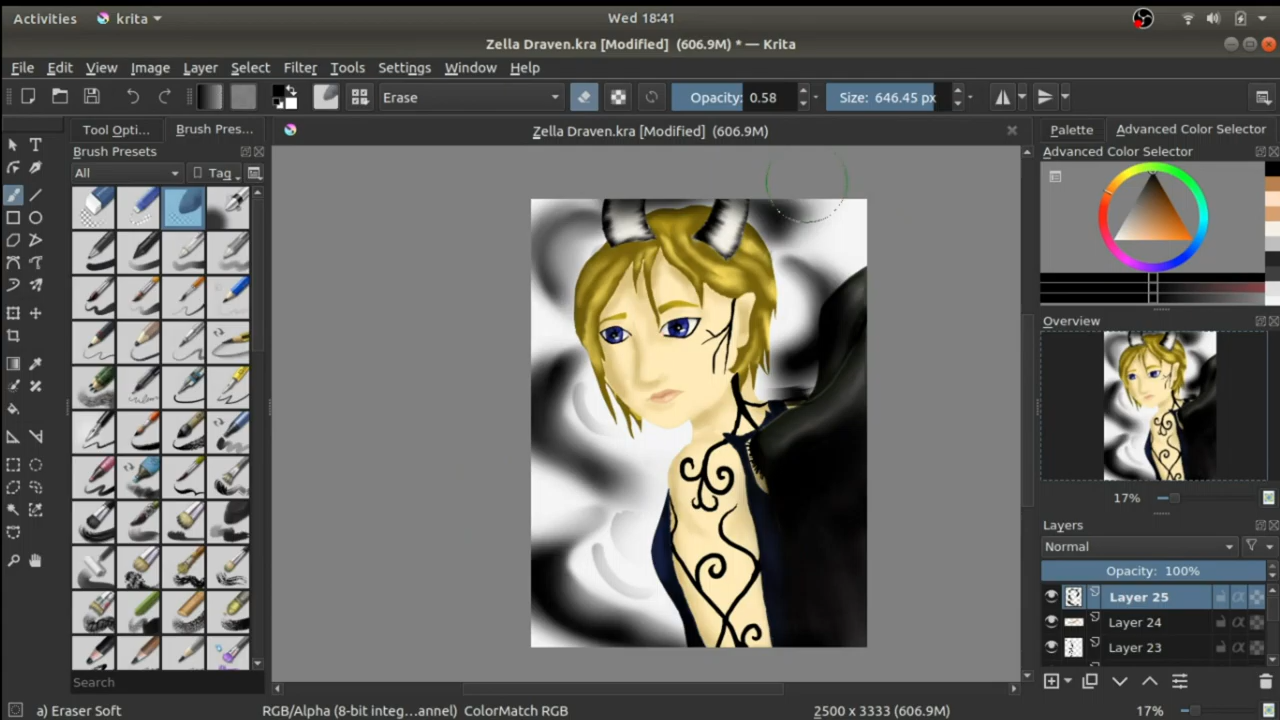 Activities krita Wed 18:41
Zella Draven.kra [Modified] (606.9M) * — Krita
File Edit View Image Layer Select Filter Tools Settings Window Help
Erase Opacity: 0.58 Size: 646.45 px
Tool Opti... Brush Pres... Zella Draven.kra [Modified] (606.9M) Palette Advanced Color Selector
Brush Presets Advanced Color Selector
All Tag
Overview
17%
Layers
Normal
Opacity: 100%
Layer 25
Layer 24
Layer 23
Search
a) Eraser Soft RGB/Alpha (8-bit integ...annel) ColorMatch RGB 2500 x 3333 (606.9M) 17%